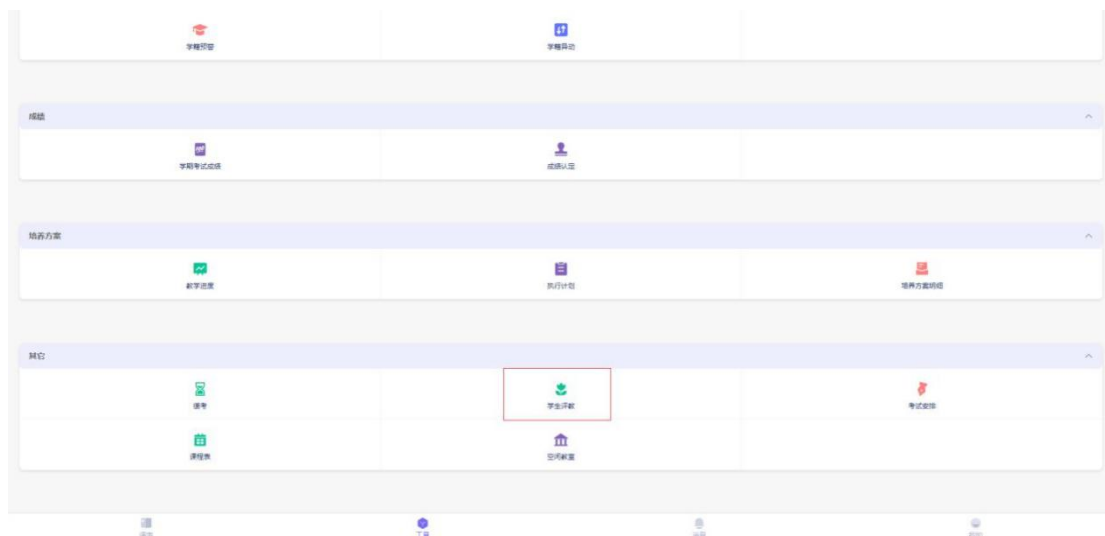 学籍预警
学籍异动
成绩
学期考试成绩
成绩认定
培养方案
教学进度
执行计划
培养方案明细
其它
缓考
学生评教
考试安排
课程表
空闲教室
工具